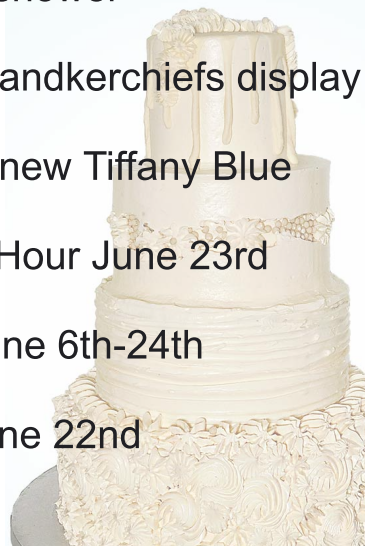 andkerchiefs display
new Tiffany Blue
Hour June 23rd
ne 6th-24th
ne 22nd